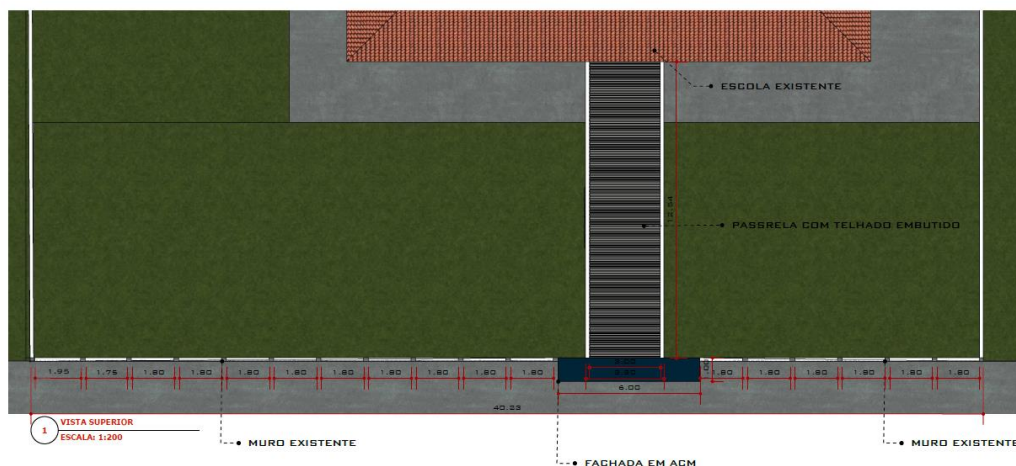 ESCOLA EXISTENTE
12.54
PASSRELA COM TELHADO EMBUTIDO
1.95 1.75 1.80 1.80 1.80 1.80 1.80 1.80 1.80 1.80 1.80 1.80 1.80 1.80 1.80 1.80
6.00
40.33
1 VISTA SUPERIOR
ESCALA: 1:200
MURO EXISTENTE
MURO EXISTENTE
FACHADA EM ACM